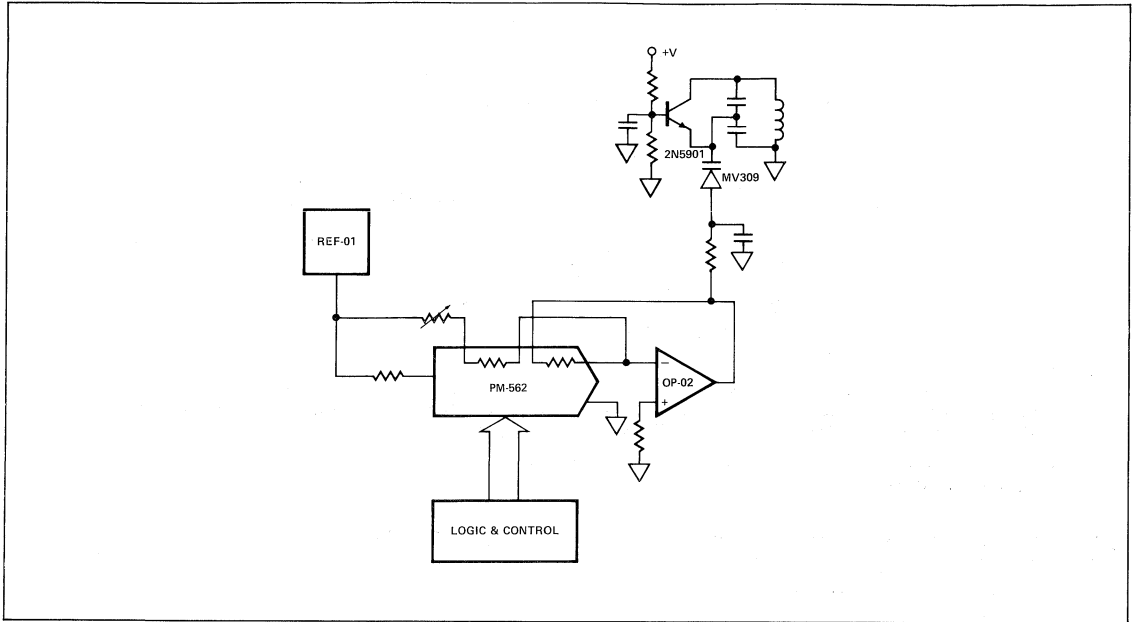 +V
2N5901
MV309
REF-01
PM-562
OP-02
−
+
LOGIC & CONTROL